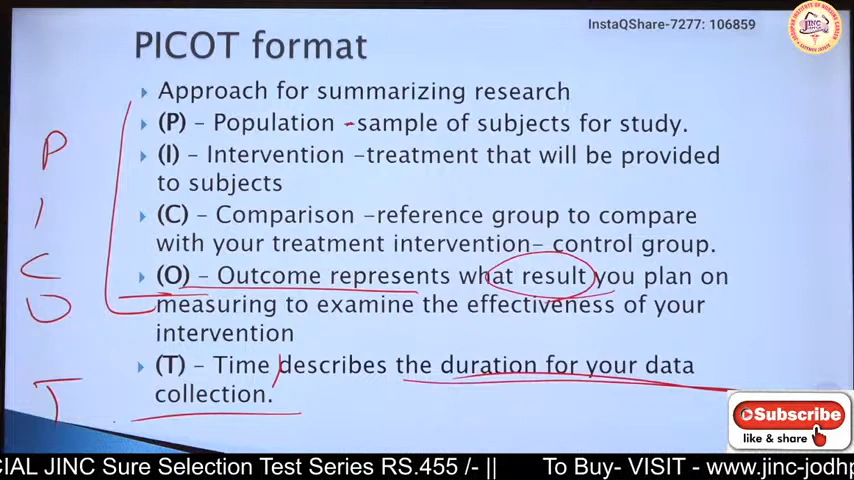 InstaQShare-7277: 106859
PICOT format
Approach for summarizing research
(P) – Population –sample of subjects for study.
(I) – Intervention –treatment that will be provided
to subjects
(C) – Comparison –reference group to compare
with your treatment intervention– control group.
(O) – Outcome represents what result you plan on
measuring to examine the effectiveness of your
intervention
(T) – Time describes the duration for your data
collection.
P
I
C
O
T
JINC
Subscribe
like & share
CIAL JINC Sure Selection Test Series RS.455 /- || To Buy- VISIT - www.jinc-jodhp